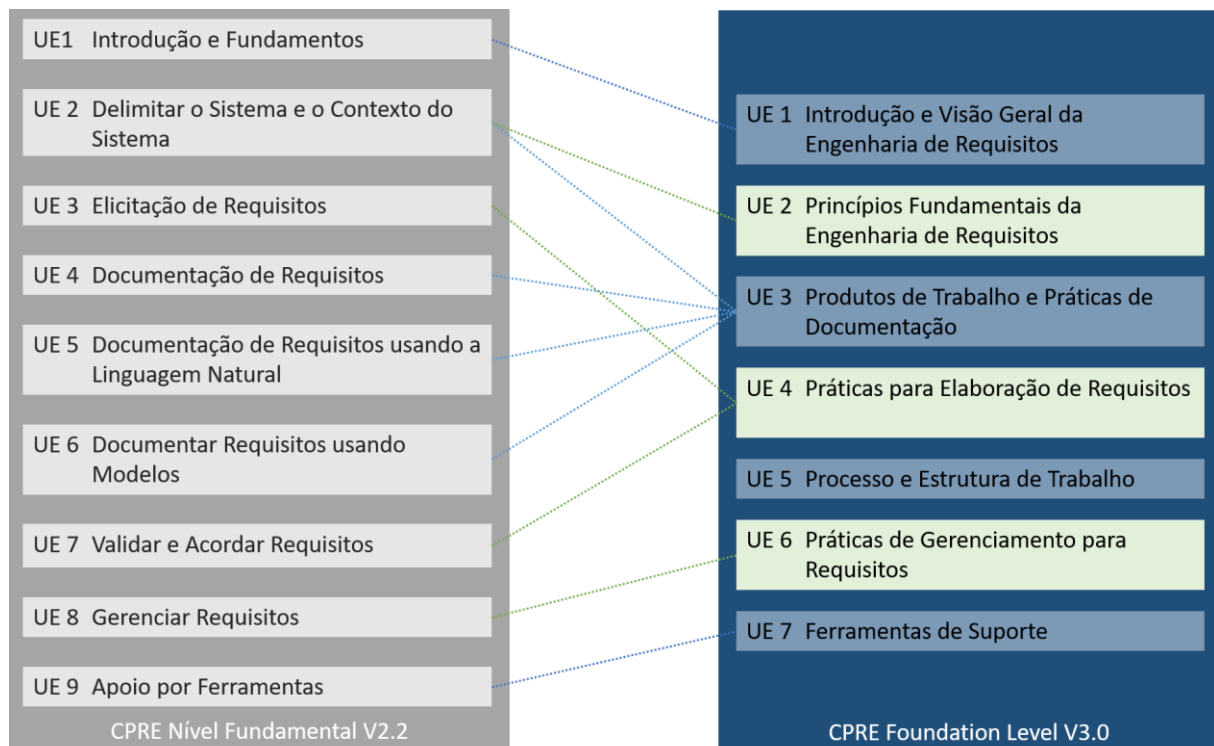 UE1 Introdução e Fundamentos
UE 2 Delimitar o Sistema e o Contexto do
Sistema
UE 3 Elicitação de Requisitos
UE 4 Documentação de Requisitos
UE 5 Documentação de Requisitos usando a
Linguagem Natural
UE 6 Documentar Requisitos usando
Modelos
UE 7 Validar e Acordar Requisitos
UE 8 Gerenciar Requisitos
UE 9 Apoio por Ferramentas
CPRE Nível Fundamental V2.2
UE 1 Introdução e Visão Geral da
Engenharia de Requisitos
UE 2 Princípios Fundamentais da
Engenharia de Requisitos
UE 3 Produtos de Trabalho e Práticas de
Documentação
UE 4 Práticas para Elaboração de Requisitos
UE 5 Processo e Estrutura de Trabalho
UE 6 Práticas de Gerenciamento para
Requisitos
UE 7 Ferramentas de Suporte
CPRE Foundation Level V3.0